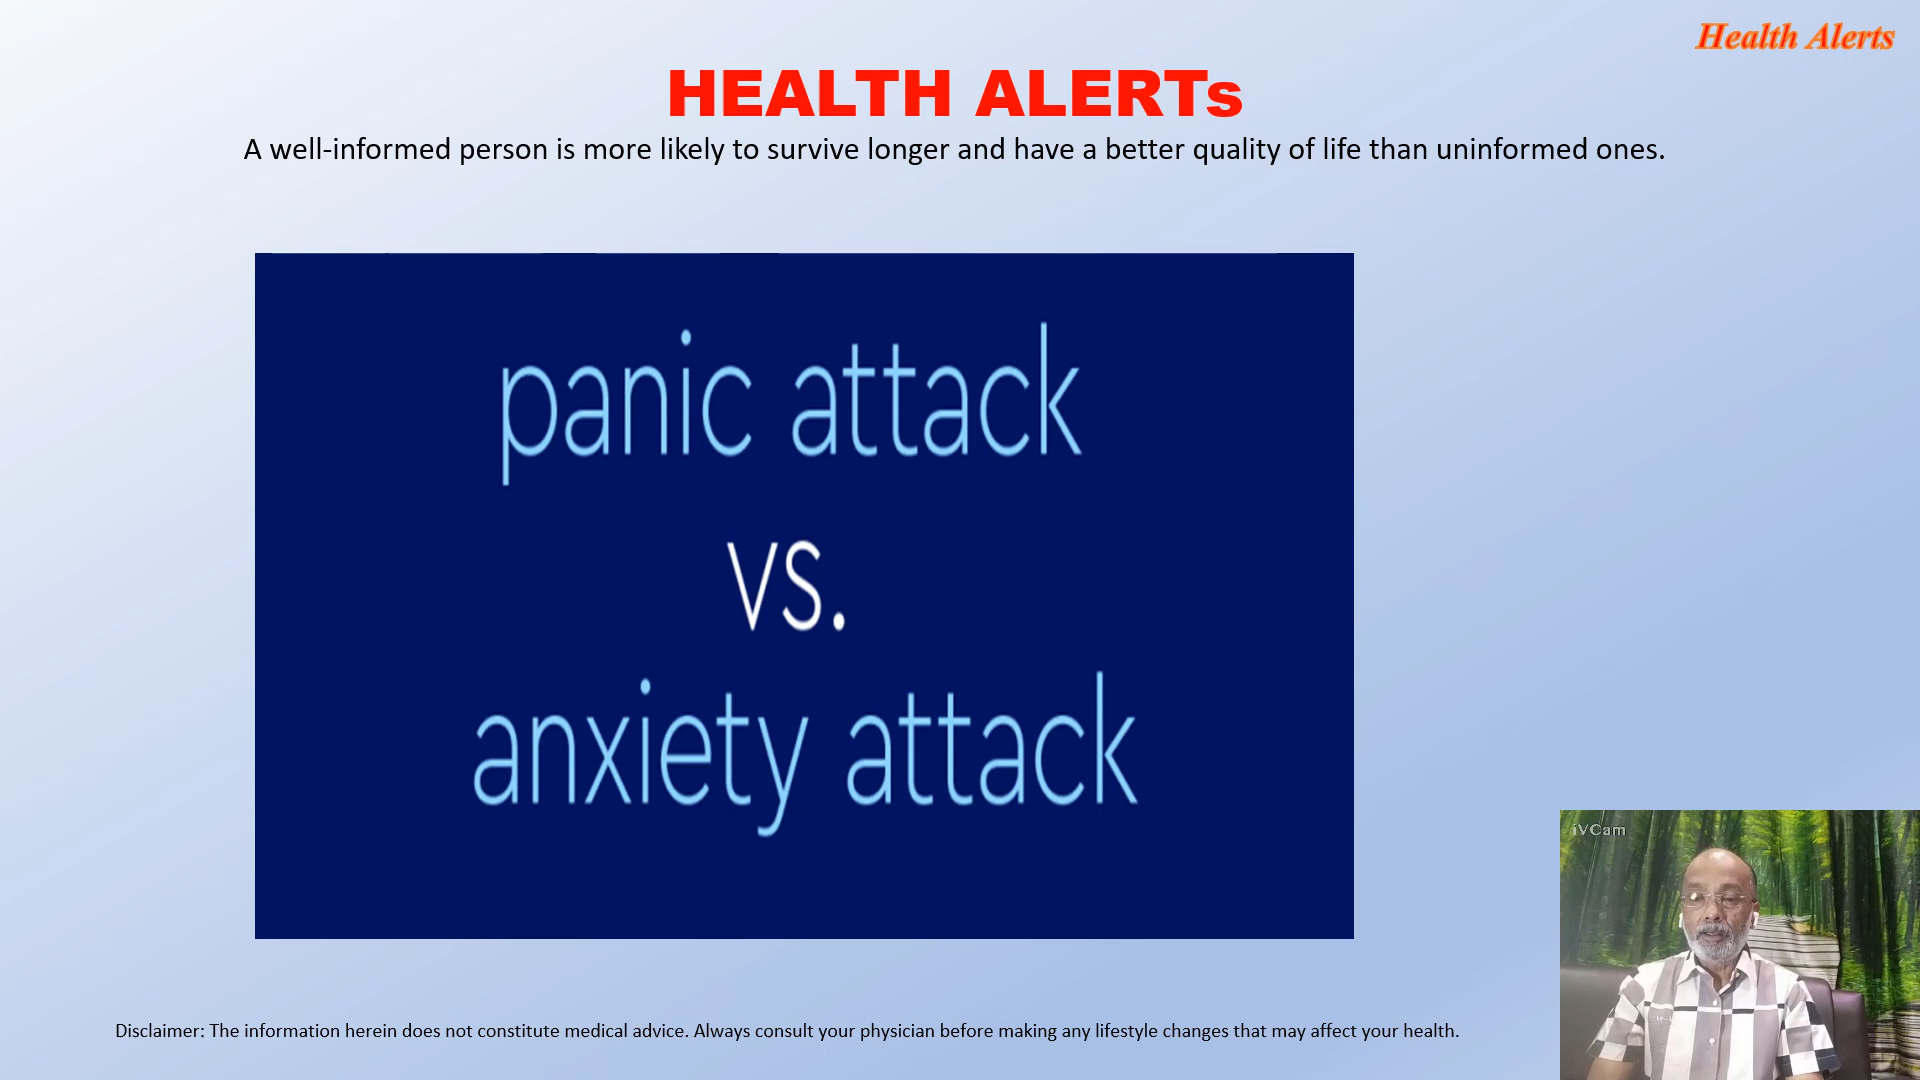 Health Alerts
HEALTH ALERTs
A well-informed person is more likely to survive longer and have a better quality of life than uninformed ones.
panic attack
vs.
anxiety attack
iVCam
Disclaimer: The information herein does not constitute medical advice. Always consult your physician before making any lifestyle changes that may affect your health.